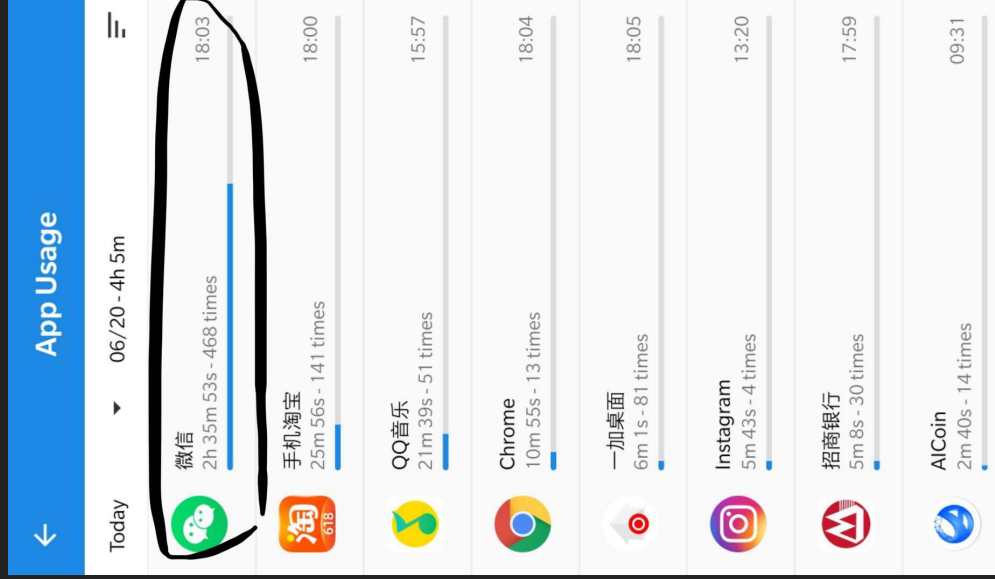 App Usage
Today
06/20 - 4h 5m
微信
2h 35m 53s - 468 times
18:03
手机淘宝
25m 56s - 141 times
18:00
淘
618
QQ音乐
21m 39s - 51 times
15:57
Chrome
10m 55s - 13 times
18:04
一加桌面
6m 1s - 81 times
18:05
Instagram
5m 43s - 4 times
13:20
招商银行
5m 8s - 30 times
17:59
AICoin
2m 40s - 14 times
09:31